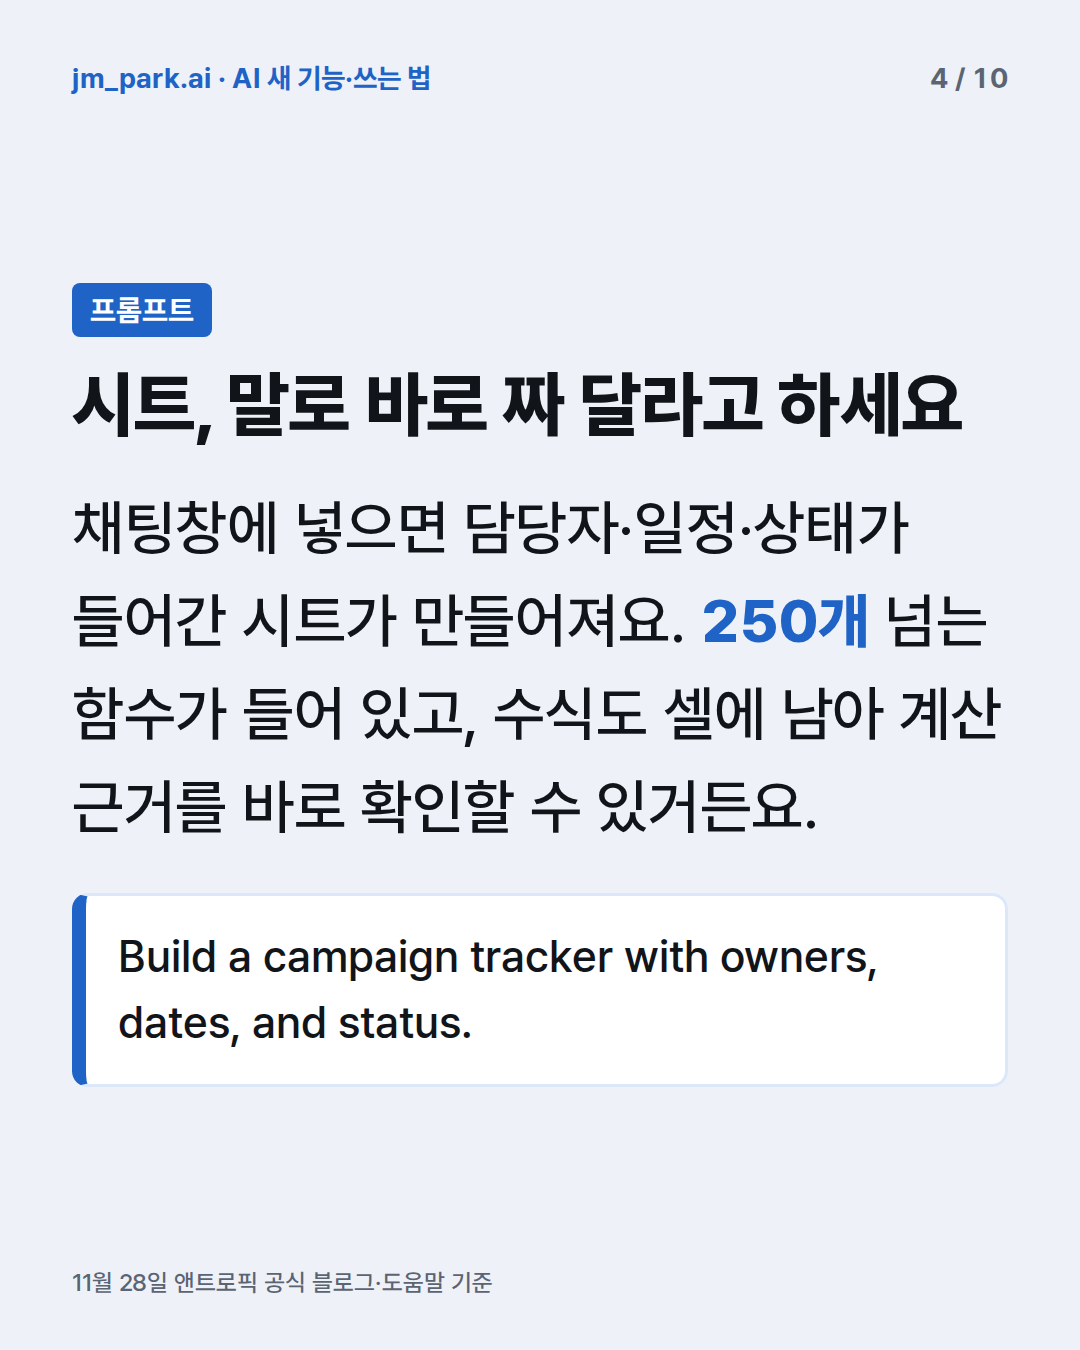 jm_park.ai · AI 새 기능·쓰는 법
4 / 10
프롬프트
시트, 말로 바로 짜 달라고 하세요
채팅창에 넣으면 담당자·일정·상태가
들어간 시트가 만들어져요. 250개 넘는
함수가 들어 있고, 수식도 셀에 남아 계산
근거를 바로 확인할 수 있거든요.
Build a campaign tracker with owners,
dates, and status.
11월 28일 앤트로픽 공식 블로그·도움말 기준